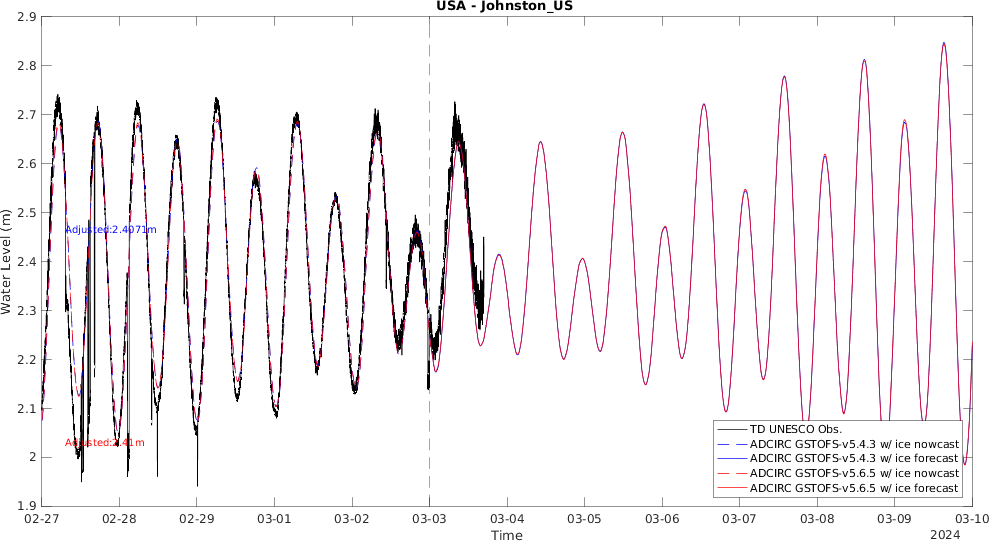 USA - Johnston_US
2.9
2.8
2.7
2.6
2.5
2.4
2.3
2.2
2.1
2
1.9
Water Level (m)
Adjusted:2.4071m
Adjusted:2.41m
TD UNESCO Obs.
ADCIRC GSTOFS-v5.4.3 w/ ice nowcast
ADCIRC GSTOFS-v5.4.3 w/ ice forecast
ADCIRC GSTOFS-v5.6.5 w/ ice nowcast
ADCIRC GSTOFS-v5.6.5 w/ ice forecast
02-27 02-28 02-29 03-01 03-02 03-03 03-04 03-05 03-06 03-07 03-08 03-09 03-10
Time
2024